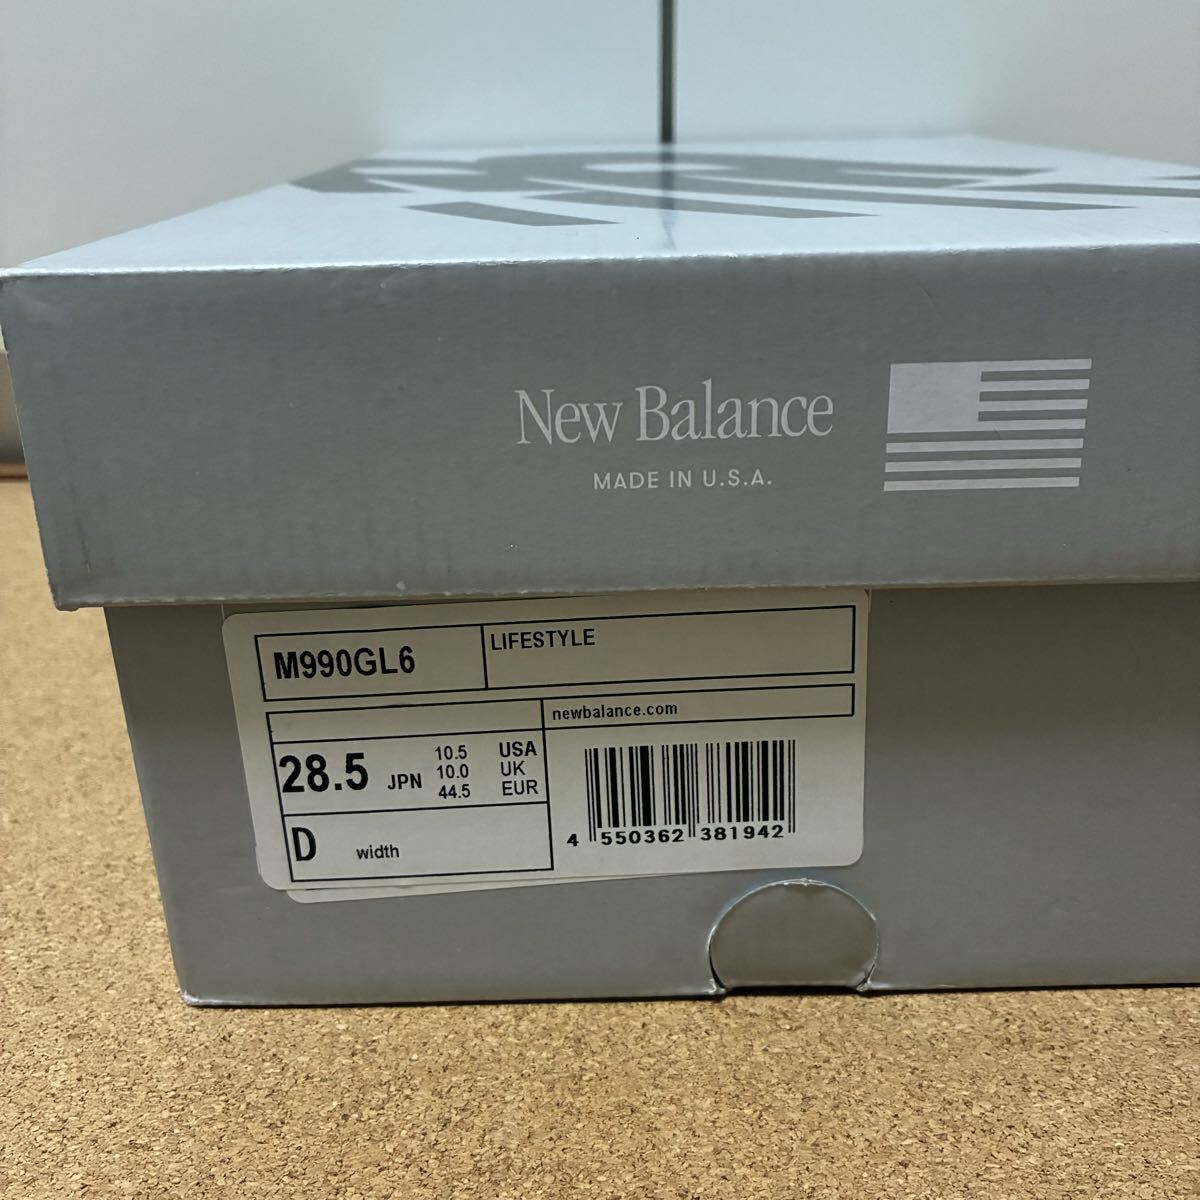 New Balance
MADE IN U.S.A.
M990GL6
LIFESTYLE
newbalance.com
28.5 JPN
10.5 USA
10.0 UK
44.5 EUR
D width
4 550362 381942